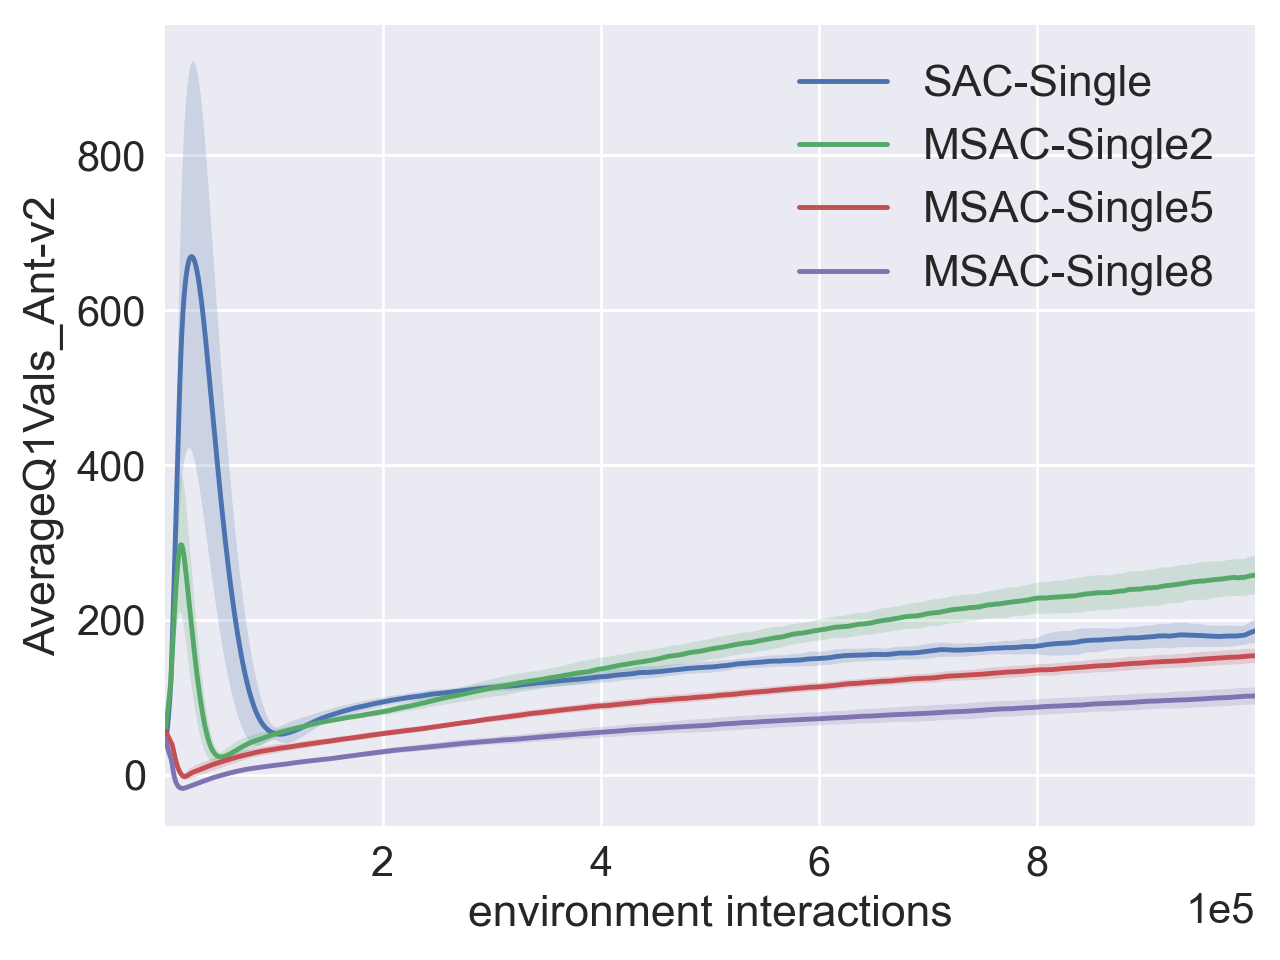 AverageQ1Vals_Ant-v2
800
600
400
200
0
SAC-Single
MSAC-Single2
MSAC-Single5
MSAC-Single8
2 4 6 8
environment interactions
1e5